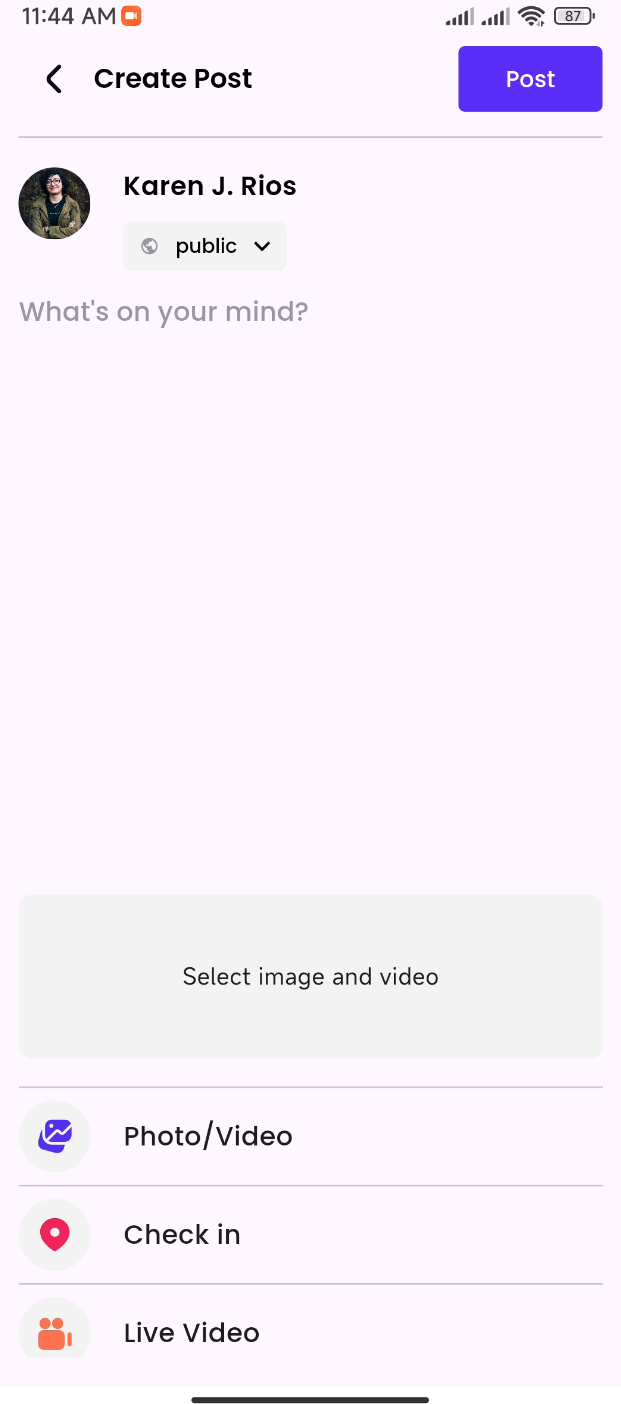 11:44 AM
87
Create Post
Post
Karen J. Rios
public
What's on your mind?
Select image and video
Photo/Video
Check in
Live Video